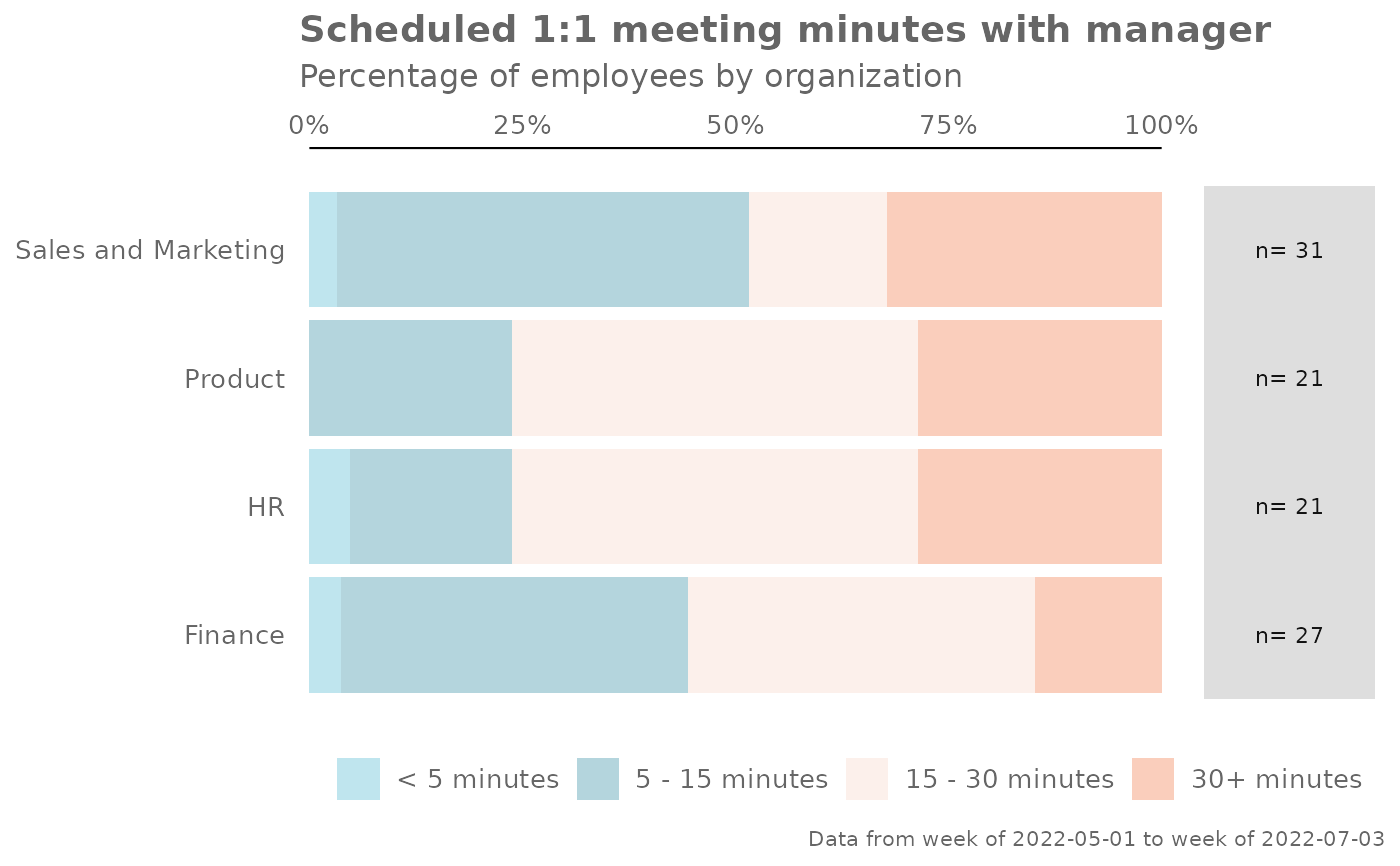 Scheduled 1:1 meeting minutes with manager
Percentage of employees by organization
0% 25% 50% 75% 100%
Sales and Marketing n= 31
Product n= 21
HR n= 21
Finance n= 27
< 5 minutes 5 - 15 minutes 15 - 30 minutes 30+ minutes
Data from week of 2022-05-01 to week of 2022-07-03